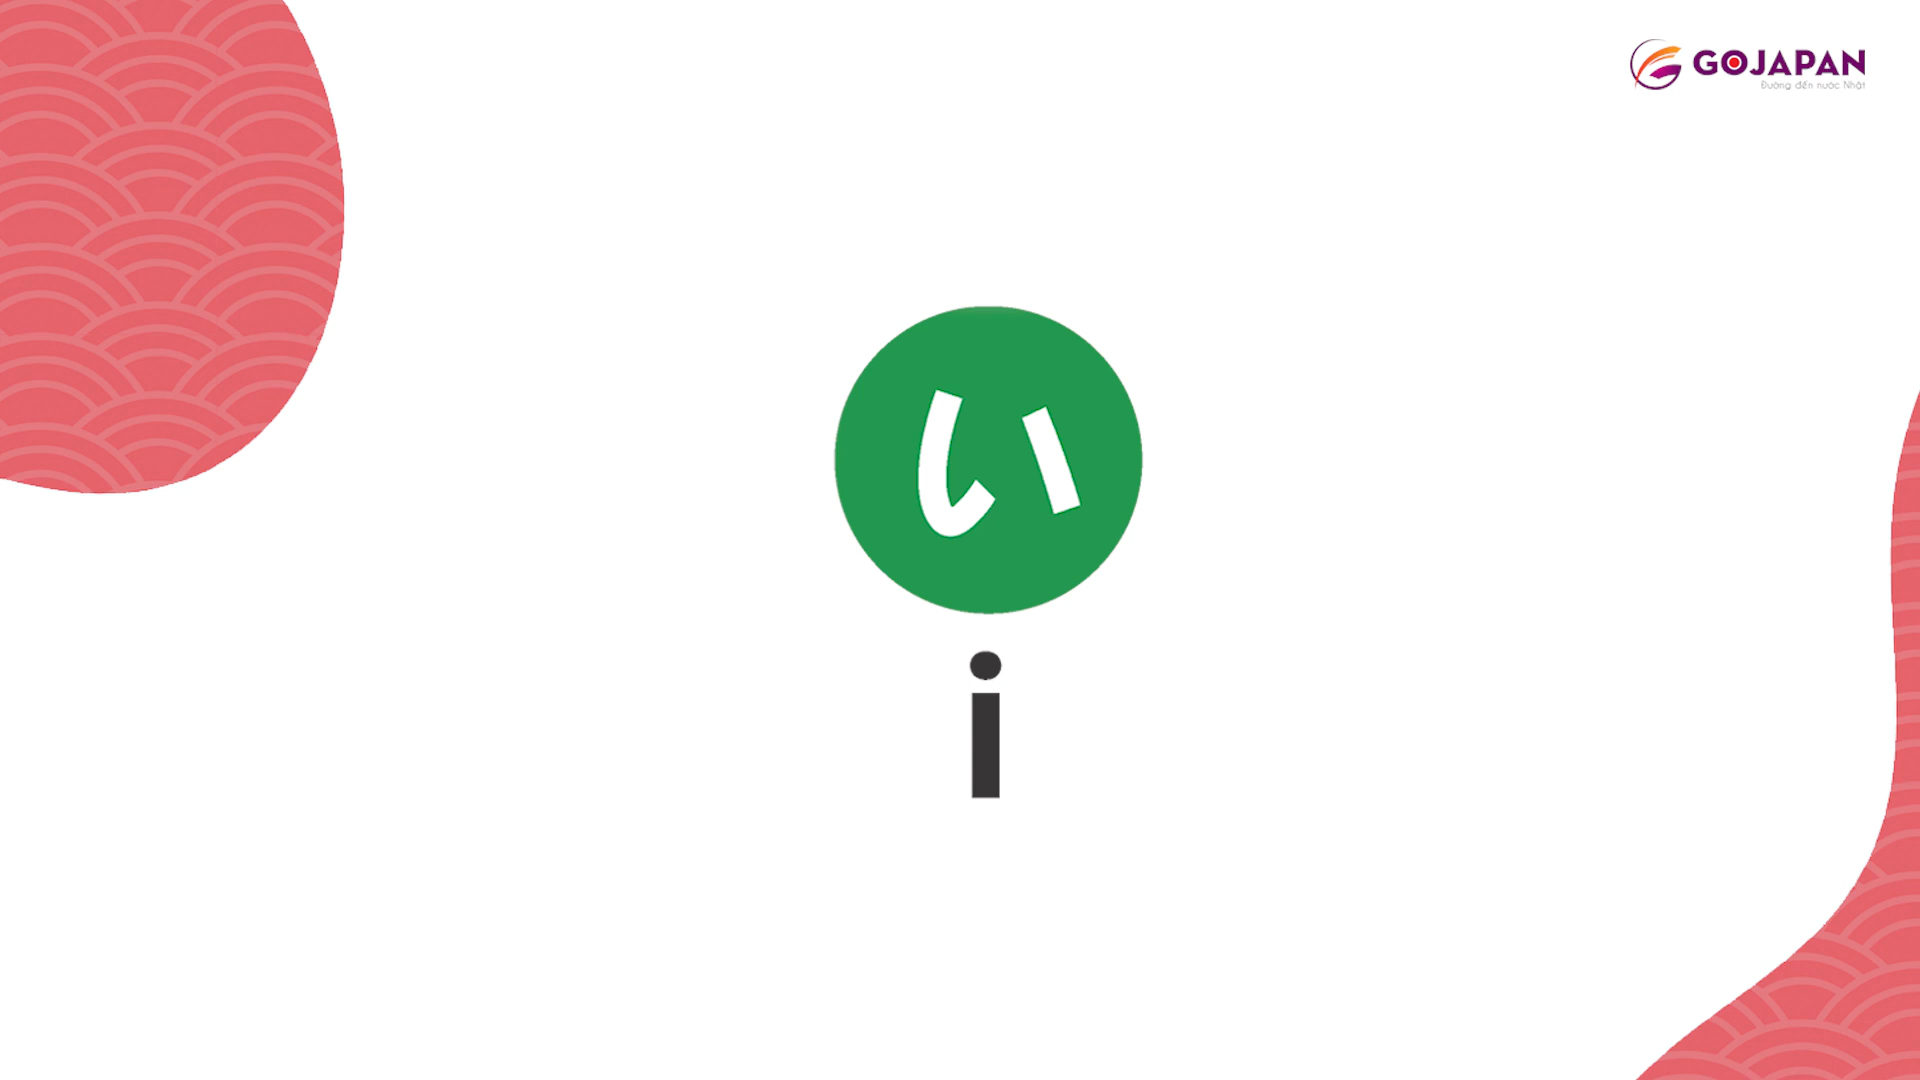 GOJAPAN
Đường đến nước Nhật
い
i